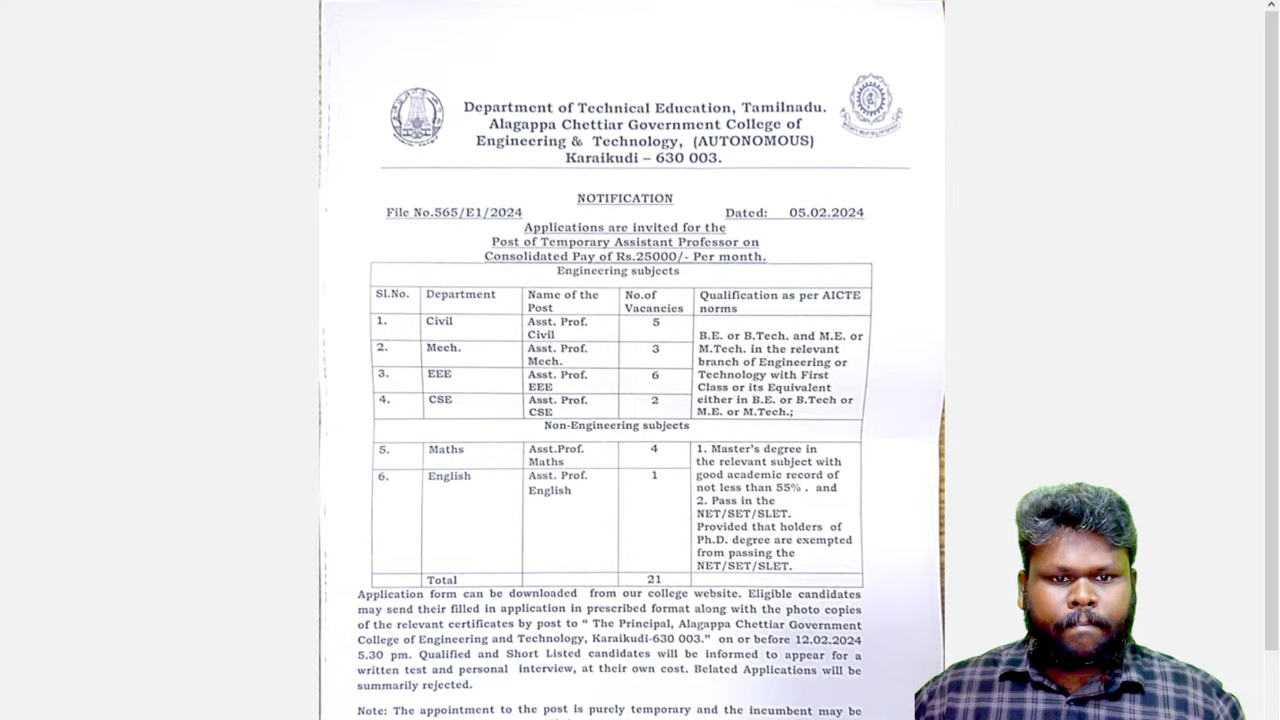 Department of Technical Education, Tamilnadu.
Alagappa Chettiar Government College of
Engineering & Technology, (AUTONOMOUS)
Karaikudi – 630 003.
NOTIFICATION
File No.565/E1/2024 Dated: 05.02.2024
Applications are invited for the
Post of Temporary Assistant Professor on
Consolidated Pay of Rs.25000/- Per month.
Engineering subjects
Sl.No. Department Name of the Post No.of Vacancies Qualification as per AICTE norms
1. Civil Asst. Prof. Civil 5
2. Mech. Asst. Prof. Mech. 3
3. EEE Asst. Prof. EEE 6
4. CSE Asst. Prof. CSE 2
B.E. or B.Tech. and M.E. or
M.Tech. in the relevant
branch of Engineering or
Technology with First
Class or its Equivalent
either in B.E. or B.Tech or
M.E. or M.Tech.;
Non-Engineering subjects
5. Maths Asst.Prof. Maths 4
6. English Asst. Prof. English 1
1. Master's degree in
the relevant subject with
good academic record of
not less than 55% . and
2. Pass in the
NET/SET/SLET.
Provided that holders of
Ph.D. degree are exempted
from passing the
NET/SET/SLET.
Total 21
Application form can be downloaded from our college website. Eligible candidates
may send their filled in application in prescribed format along with the photo copies
of the relevant certificates by post to “ The Principal, Alagappa Chettiar Government
College of Engineering and Technology, Karaikudi-630 003.” on or before 12.02.2024
5.30 pm. Qualified and Short Listed candidates will be informed to appear for a
written test and personal interview, at their own cost. Belated Applications will be
summarily rejected.
Note: The appointment to the post is purely temporary and the incumbent may be